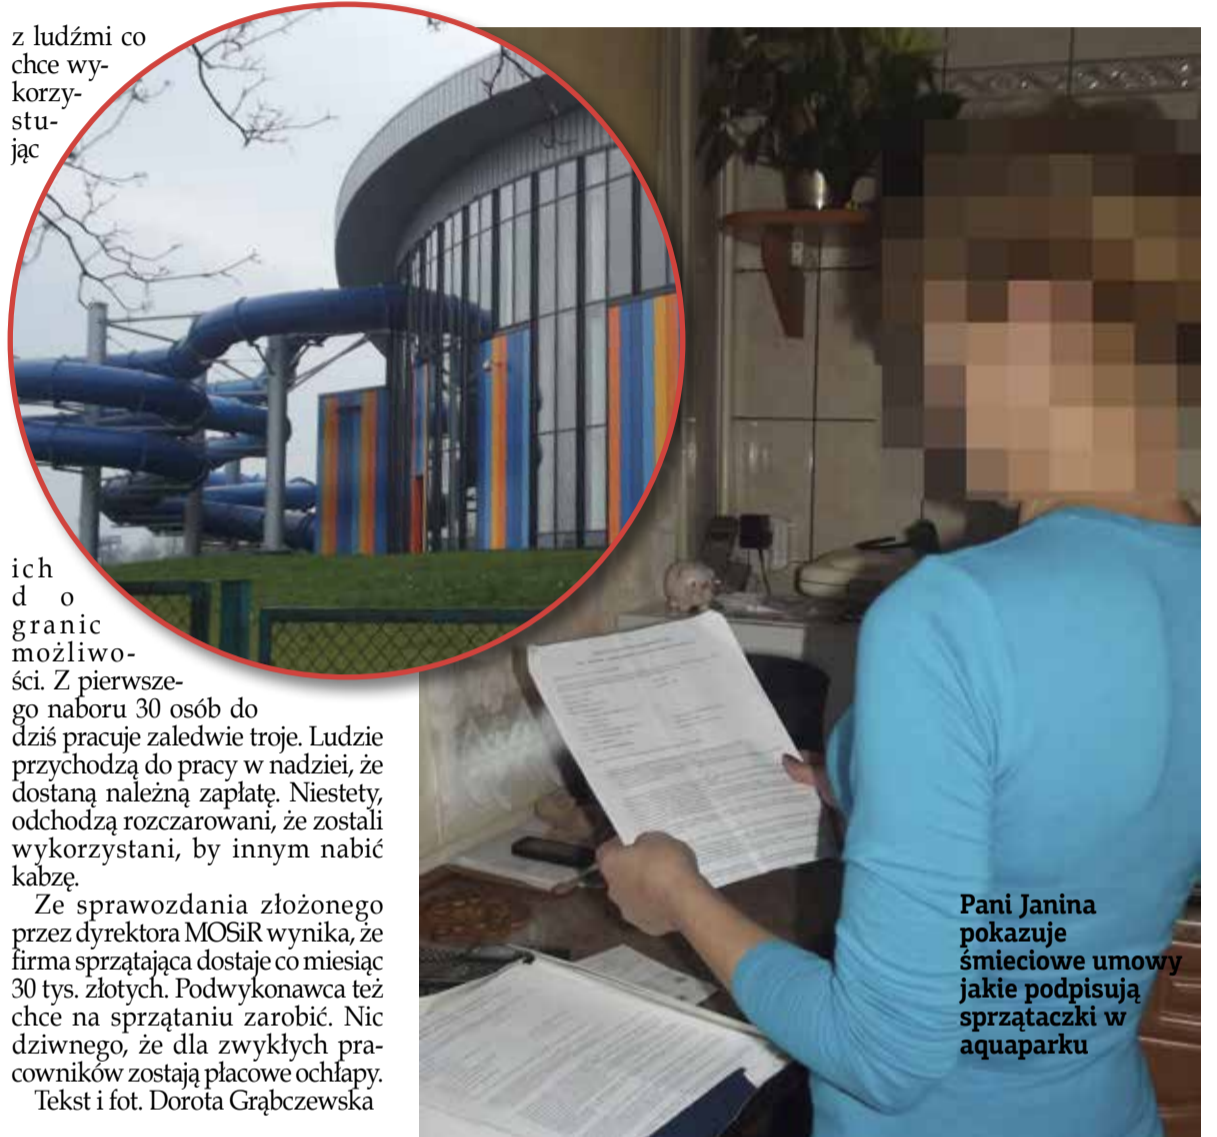 z ludźmi co
chce wy-
korzy-
stu-
jąc
ich
do
granic
możliwo-
ści. Z pierwsze-
go naboru 30 osób do
dziś pracuje zaledwie troje. Ludzie
przychodzą do pracy w nadziei, że
dostaną należną zapłatę. Niestety,
odchodzą rozczarowani, że zostali
wykorzystani, by innym nabić
kabzę.
Ze sprawozdania złożonego
przez dyrektora MOSiR wynika, że
firma sprzątająca dostaje co miesiąc
30 tys. złotych. Podwykonawca też
chce na sprzątaniu zarobić. Nic
dziwnego, że dla zwykłych pra-
cowników zostają płacowe ochłapy.
Tekst i fot. Dorota Grąbczewska
Pani Janina
pokazuje
śmieciowe umowy
jakie podpisują
sprzątaczki w
aquaparku